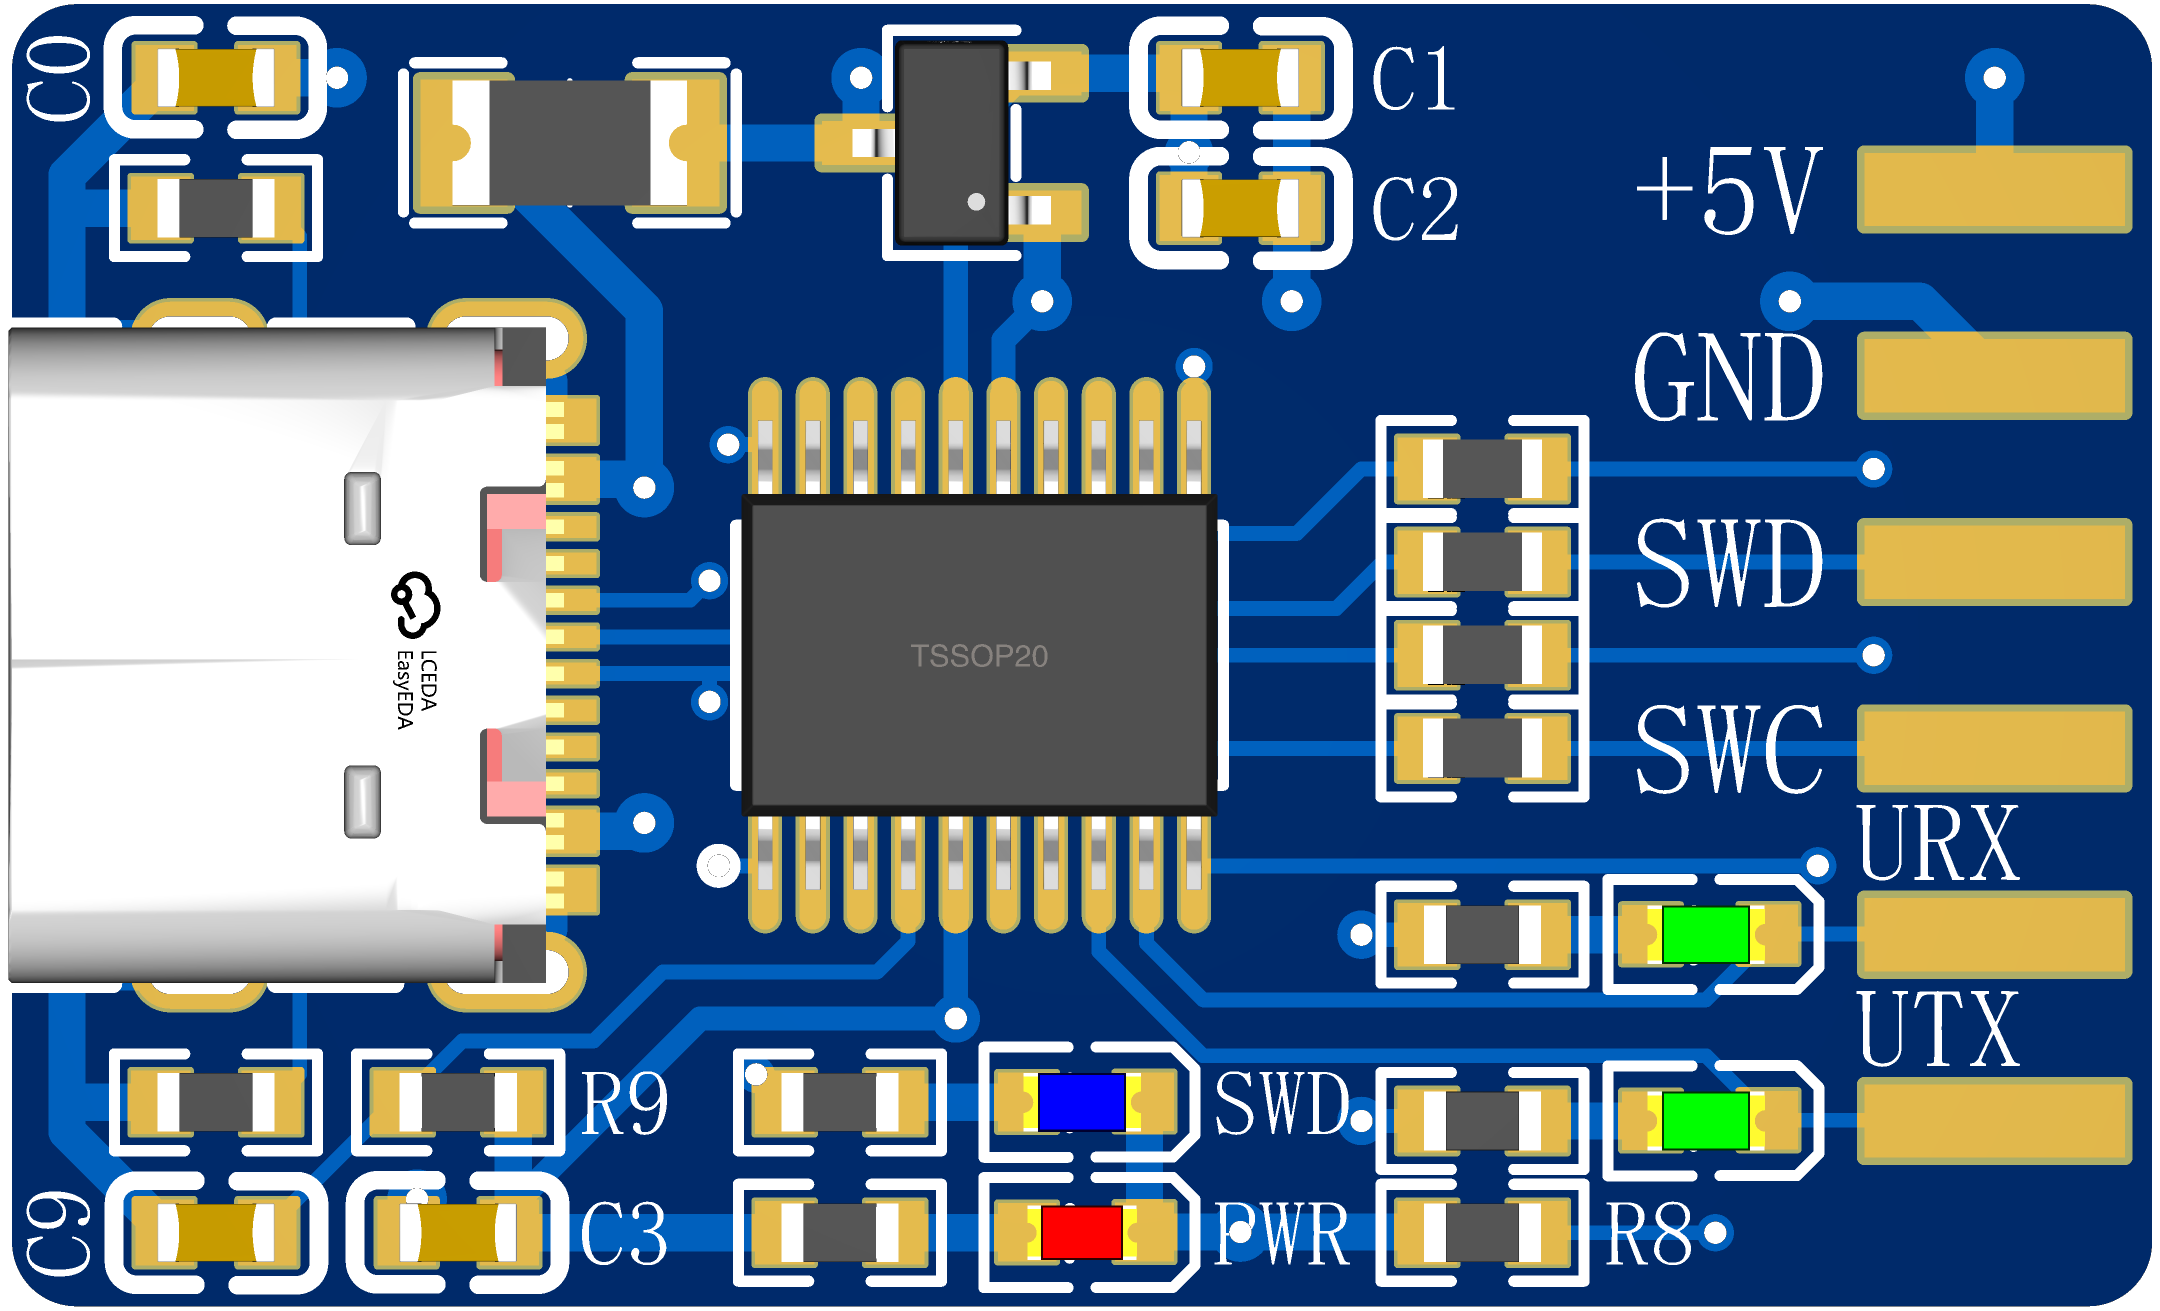 C0
C1
C2
+5V
GND
SWD
SWC
TSSOP20
LCEDA
EasyEDA
URX
UTX
R9
SWD
C9
C3
PWR
R8